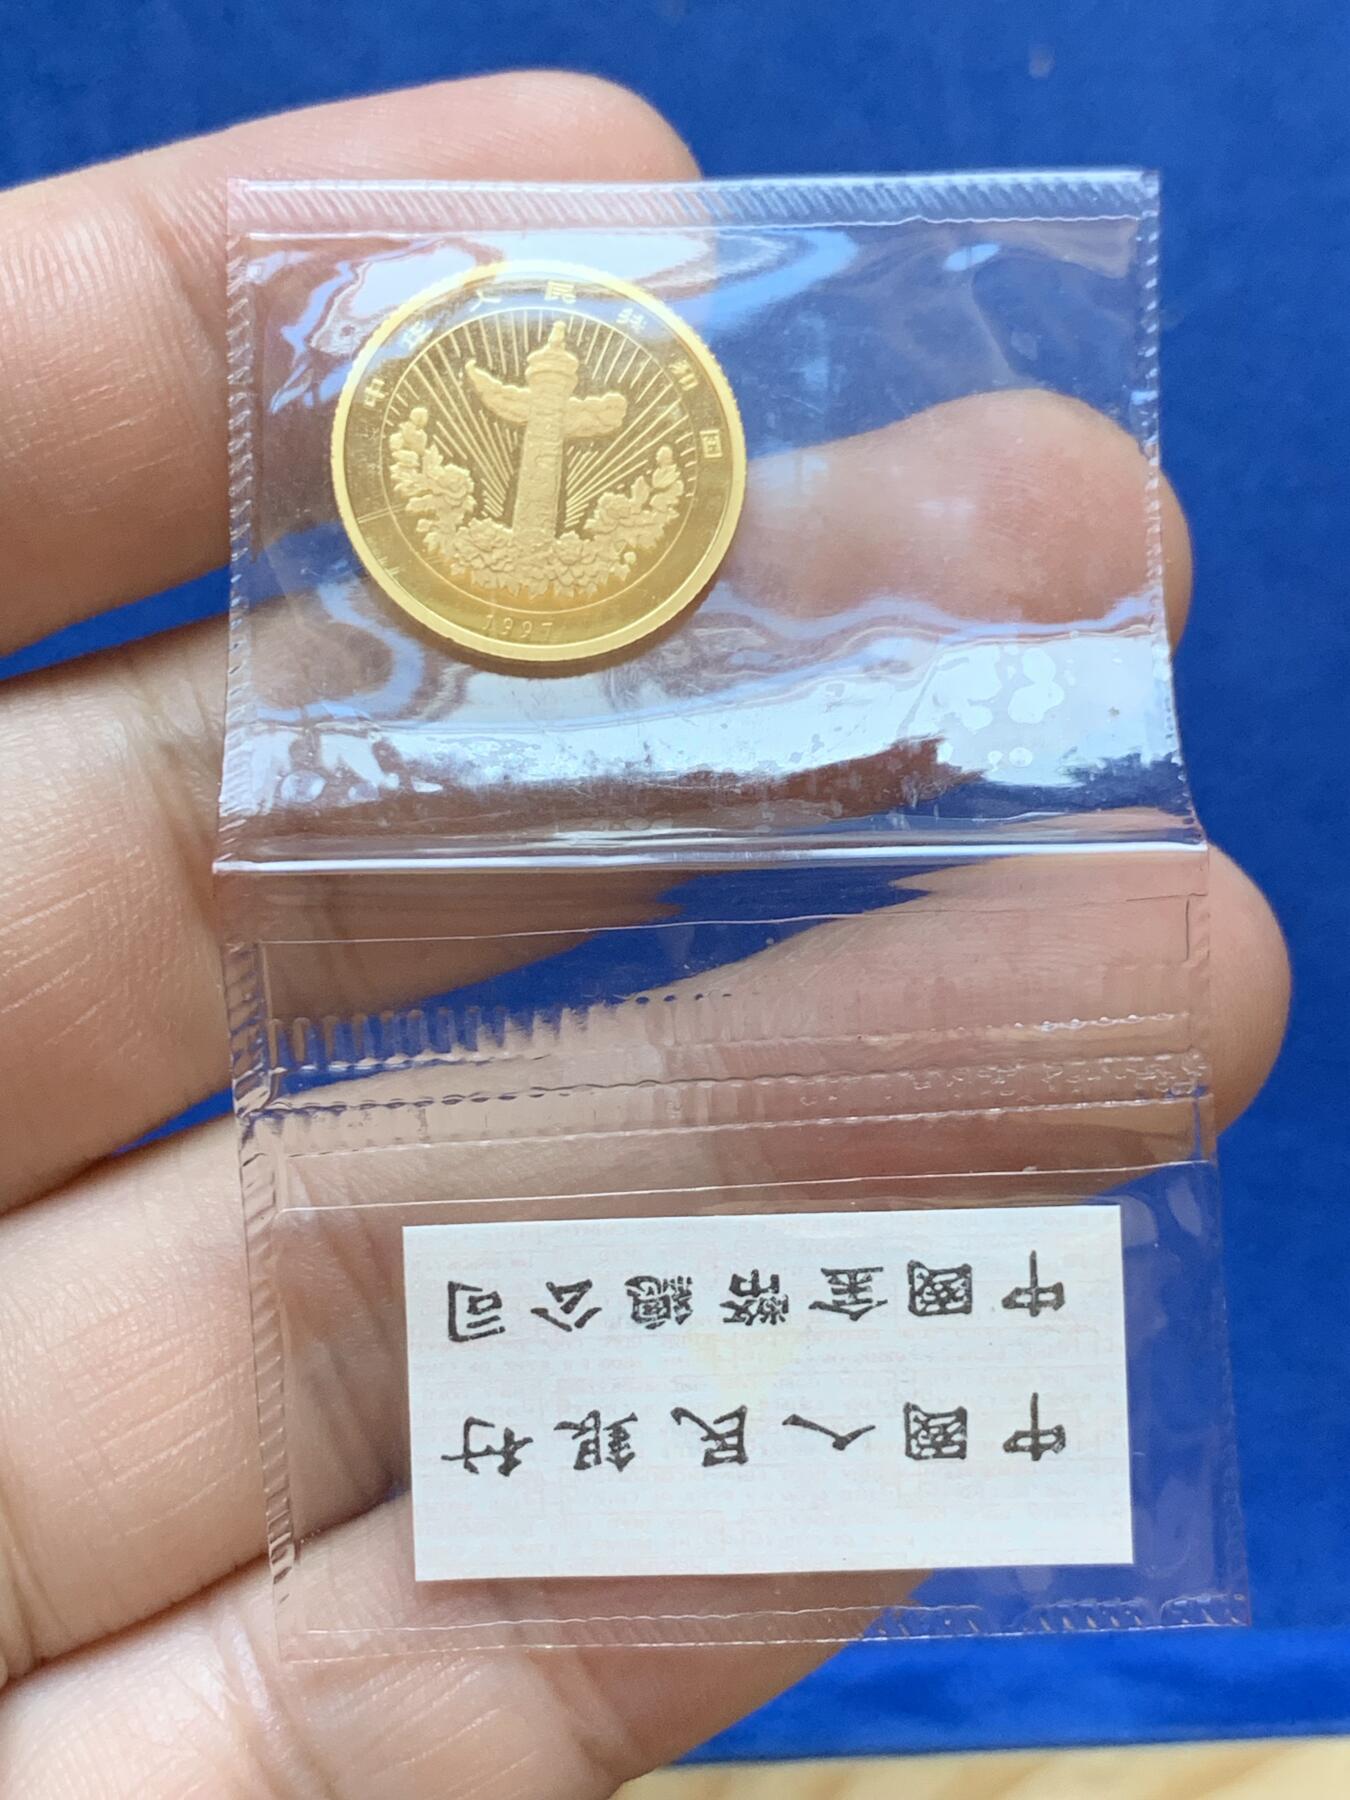 中华人民共和国
1997
中國人民銀行
中國金幣總公司